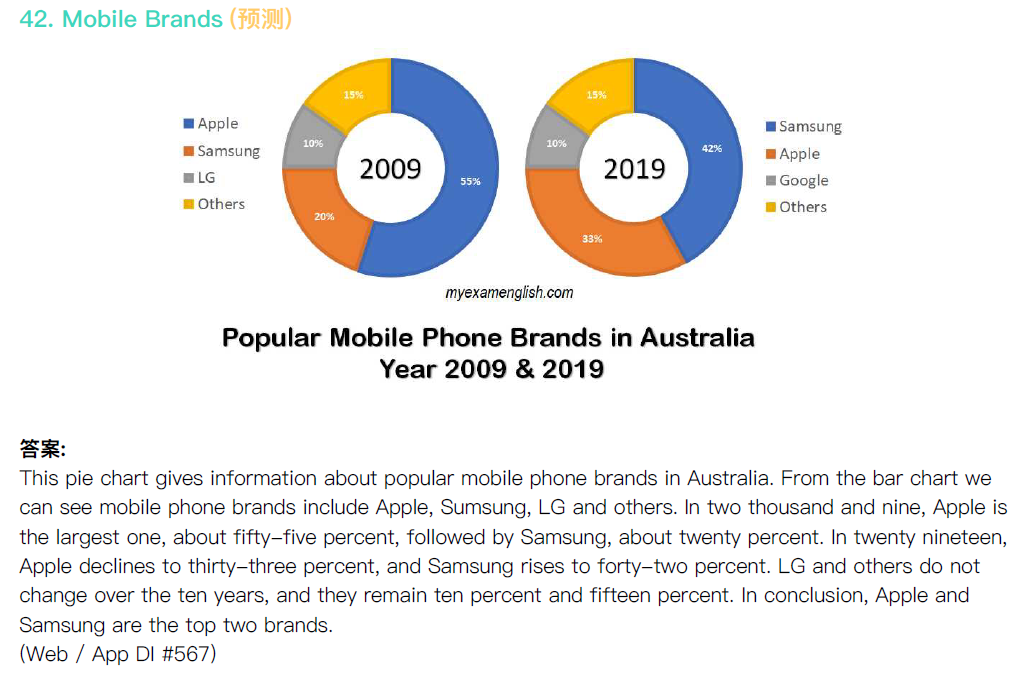 42. Mobile Brands (预测)
Apple
Samsung
LG
Others
15%
10%
20%
55%
2009
15%
10%
33%
42%
2019
Samsung
Apple
Google
Others
myexamenglish.com
Popular Mobile Phone Brands in Australia
Year 2009 & 2019
答案:
This pie chart gives information about popular mobile phone brands in Australia. From the bar chart we
can see mobile phone brands include Apple, Sumsung, LG and others. In two thousand and nine, Apple is
the largest one, about fifty-five percent, followed by Samsung, about twenty percent. In twenty nineteen,
Apple declines to thirty-three percent, and Samsung rises to forty-two percent. LG and others do not
change over the ten years, and they remain ten percent and fifteen percent. In conclusion, Apple and
Samsung are the top two brands.
(Web / App DI #567)